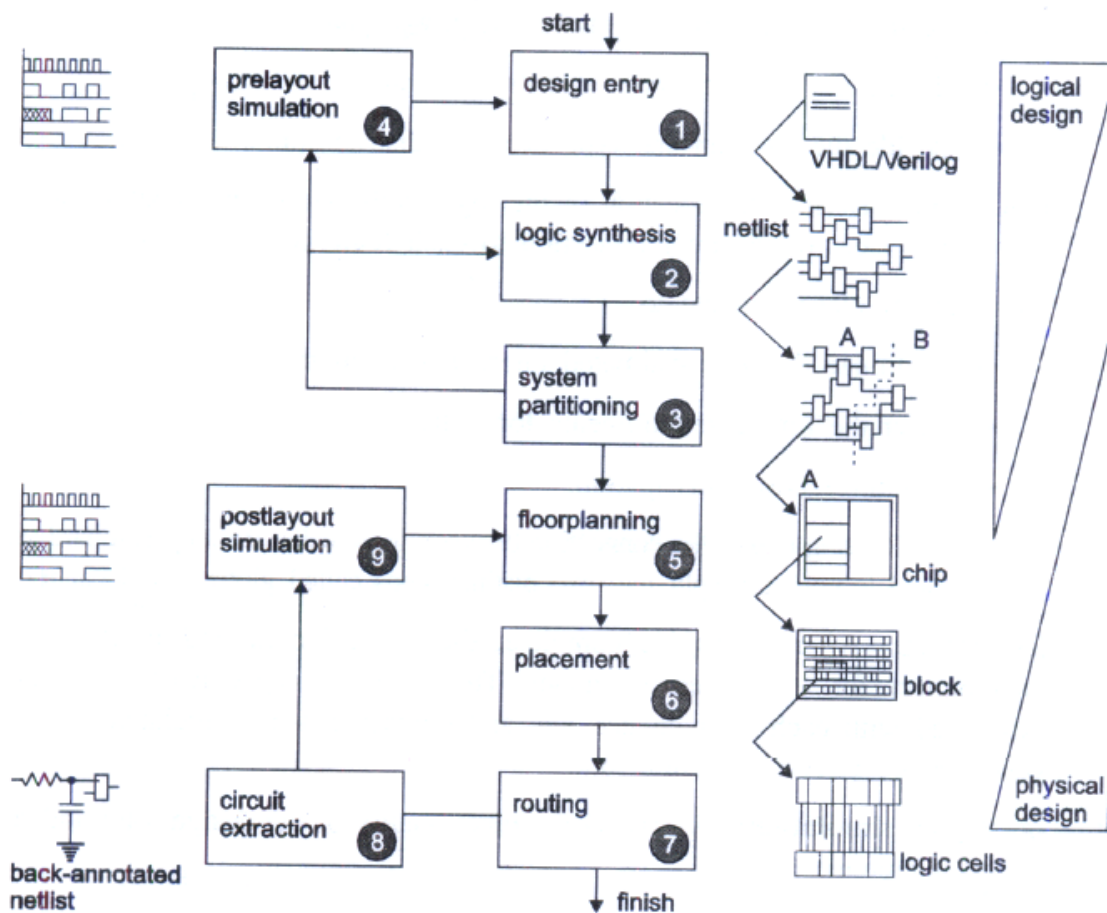 start
prelayout
simulation
4
design entry
1
VHDL/Verilog
logical
design
logic synthesis
2
netlist
system
partitioning
3
A
B
postlayout
simulation
9
floorplanning
5
A
chip
placement
6
block
circuit
extraction
8
routing
7
logic cells
physical
design
back-annotated
netlist
finish